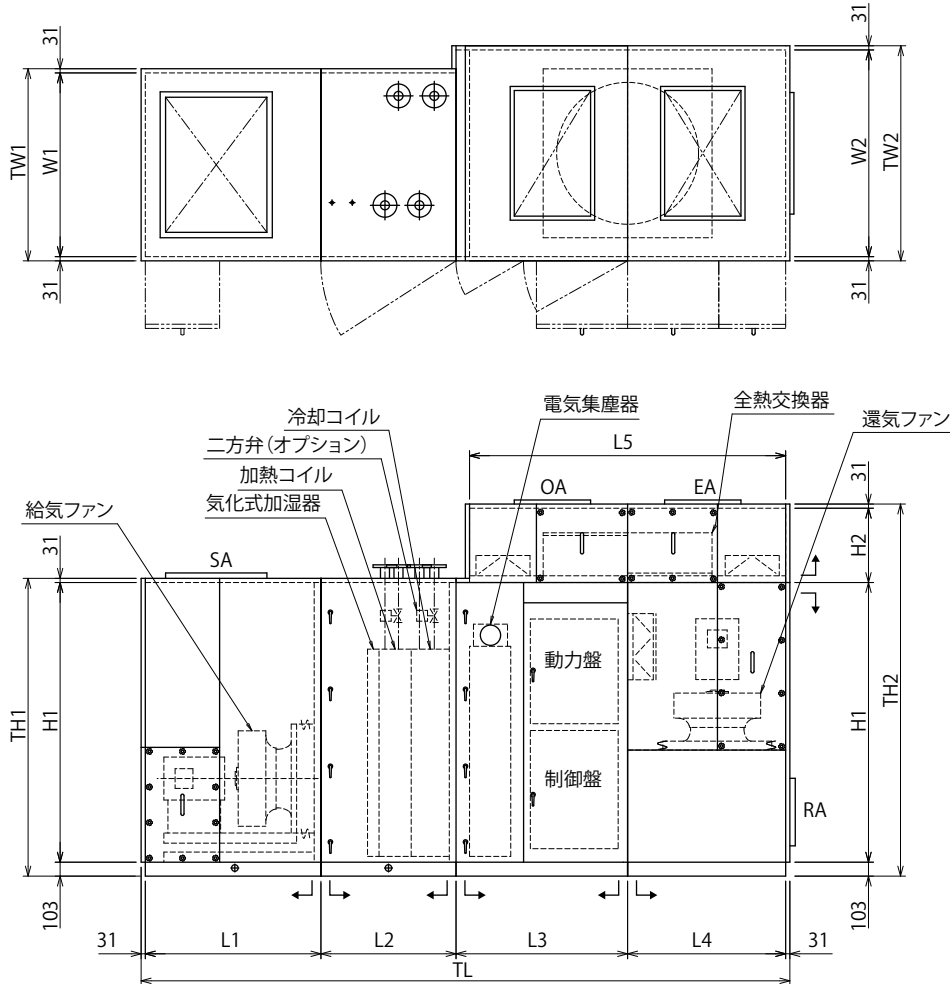 31
31
TW1
W1
W2
TW2
31
31
冷却コイル
二方弁(オプション)
加熱コイル
気化式加湿器
給気ファン
電気集塵器
全熱交換器
還気ファン
L5
OA
EA
31
H2
31
SA
TH1
H1
動力盤
制御盤
H1
TH2
RA
103
103
31
L1
L2
L3
L4
31
TL